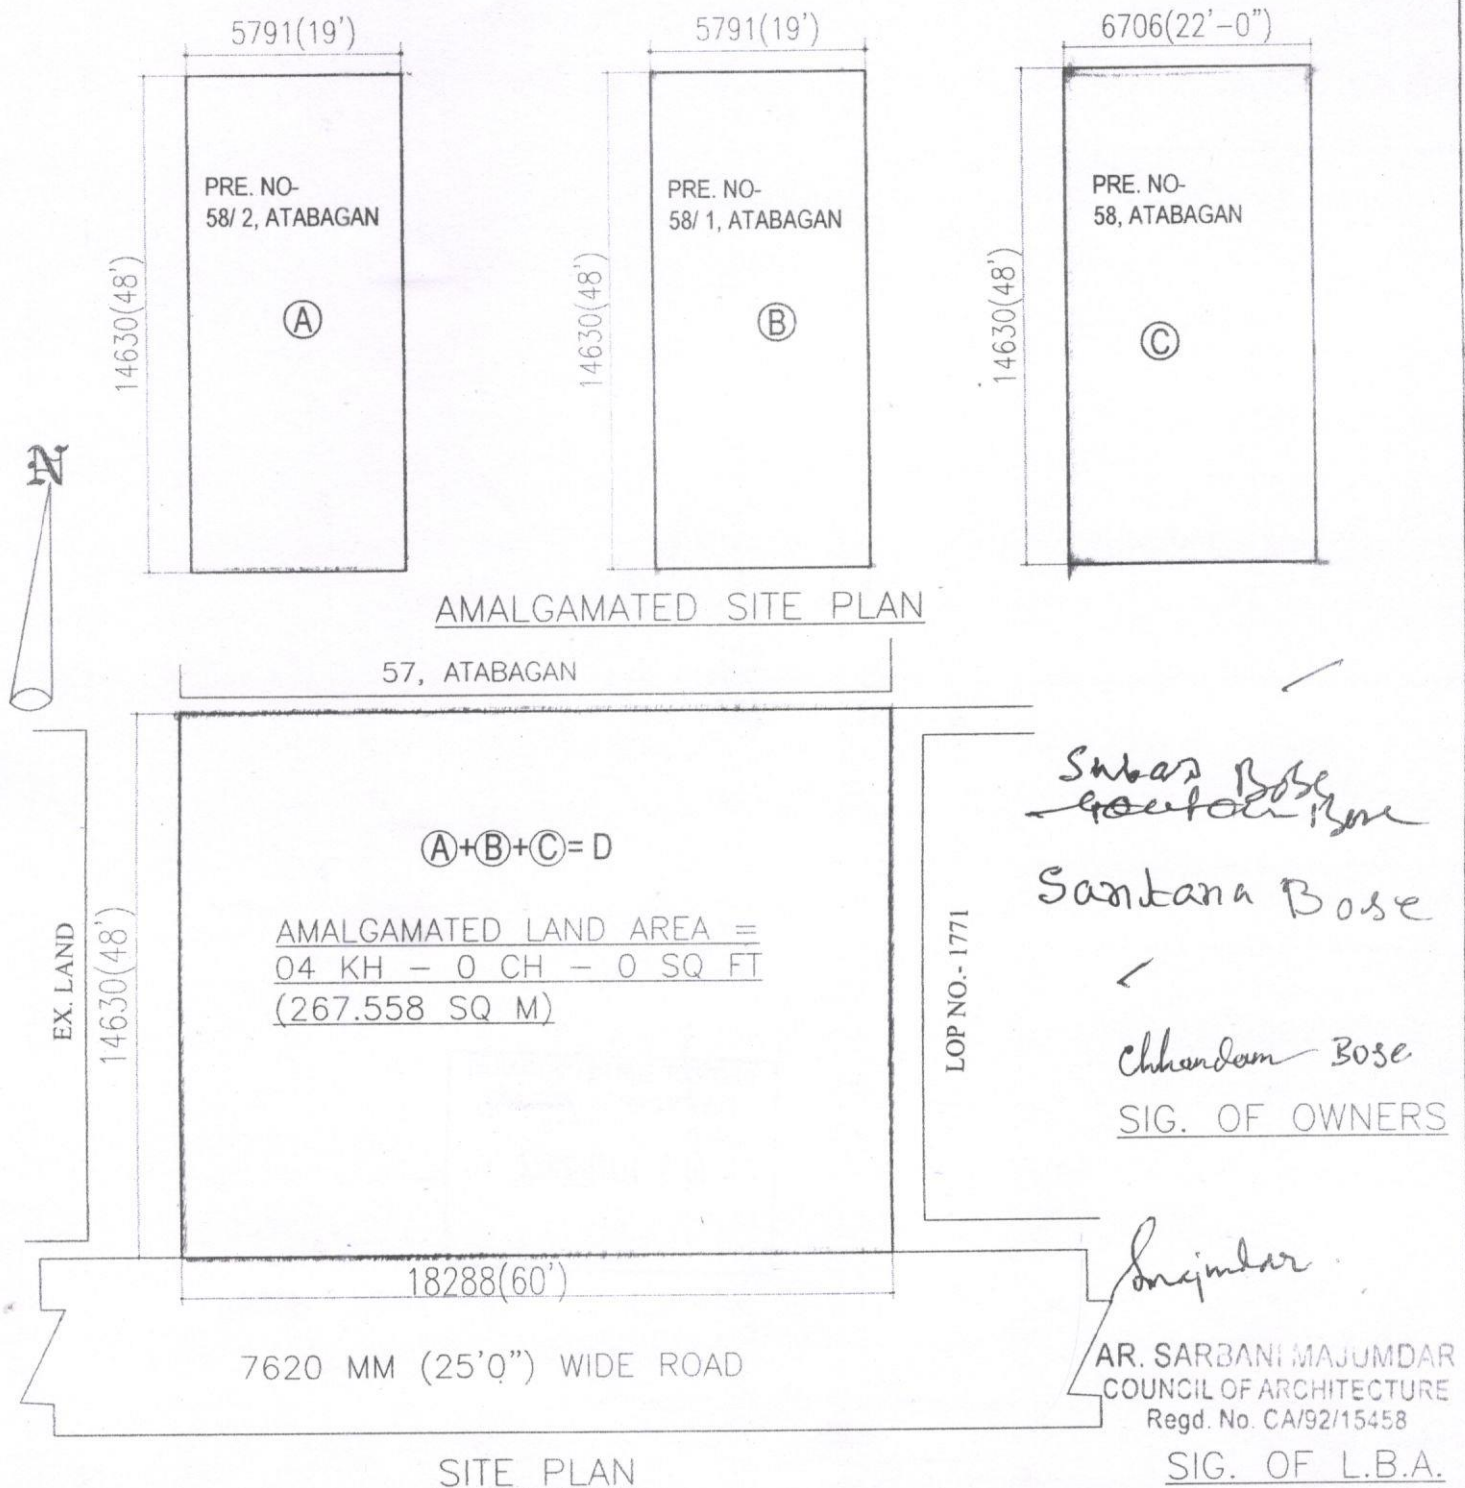 5791(19')
5791(19')
6706(22'-0")
14630(48')
PRE. NO-
58/ 2, ATABAGAN
A
14630(48')
PRE. NO-
58/ 1, ATABAGAN
B
14630(48')
PRE. NO-
58, ATABAGAN
C
N
AMALGAMATED SITE PLAN
57, ATABAGAN
EX. LAND
14630(48')
A+B+C= D
AMALGAMATED LAND AREA =
04 KH - 0 CH - 0 SQ FT
(267.558 SQ M)
LOP NO.- 1771
18288(60')
7620 MM (25'0") WIDE ROAD
SITE PLAN
Subas Bose
Bose
Santana Bose
Chhandam Bose
SIG. OF OWNERS
Smajumdar
AR. SARBANI MAJUMDAR
COUNCIL OF ARCHITECTURE
Regd. No. CA/92/15458
SIG. OF L.B.A.